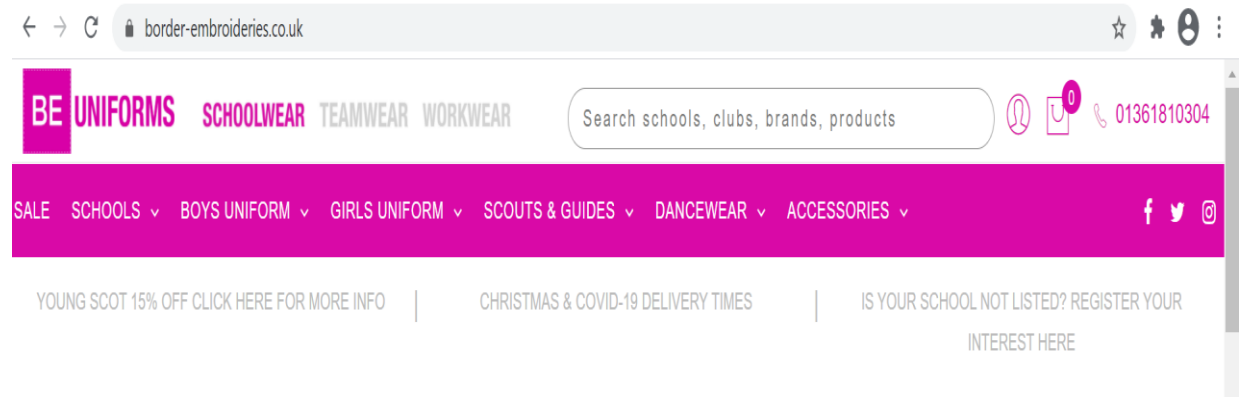 border-embroideries.co.uk
BE UNIFORMS SCHOOLWEAR TEAMWEAR WORKWEAR Search schools, clubs, brands, products 0 01361810304
SALE SCHOOLS BOYS UNIFORM GIRLS UNIFORM SCOUTS & GUIDES DANCEWEAR ACCESSORIES
YOUNG SCOT 15% OFF CLICK HERE FOR MORE INFO
CHRISTMAS & COVID-19 DELIVERY TIMES
IS YOUR SCHOOL NOT LISTED? REGISTER YOUR
INTEREST HERE